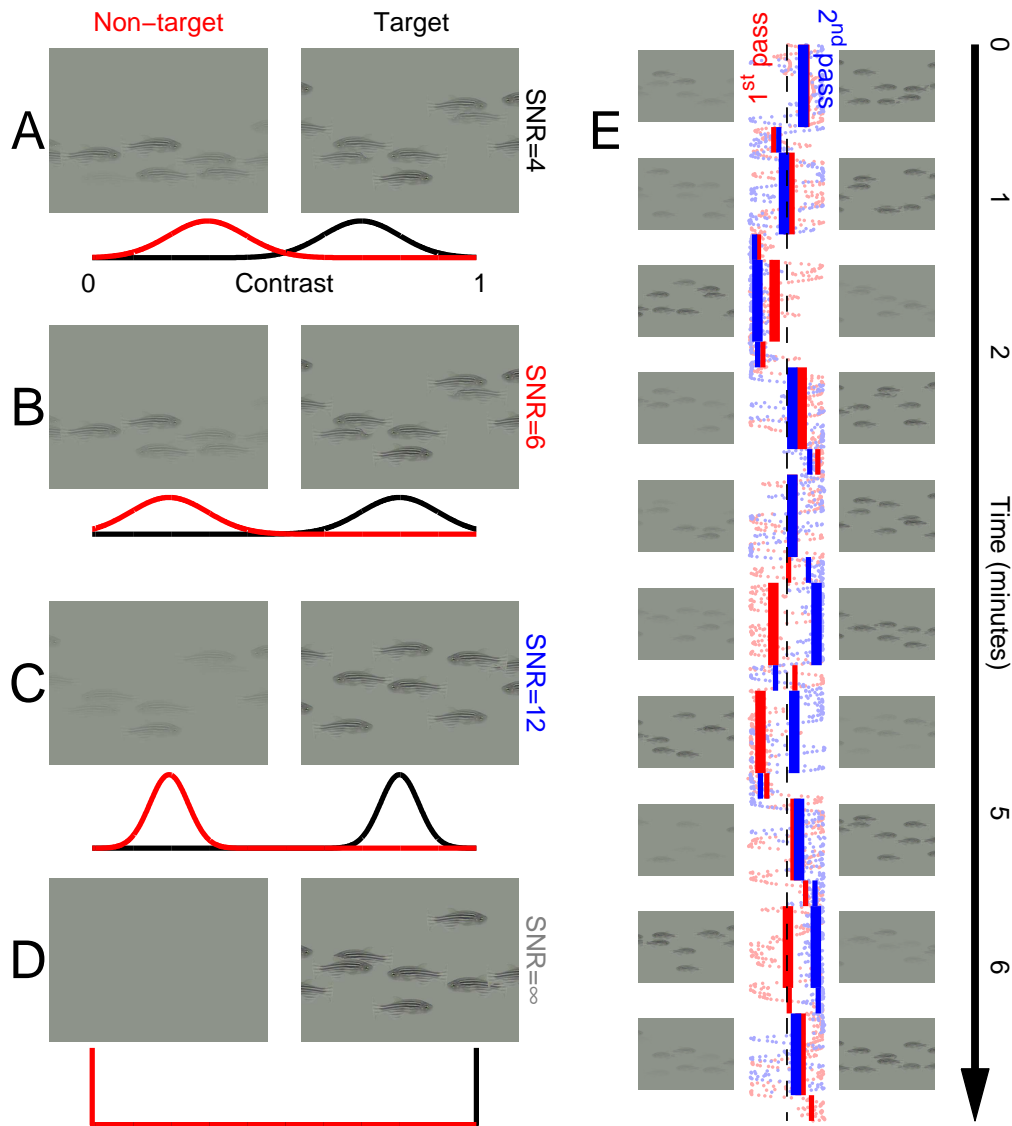 Non-target
Target
A
SNR=4
0
Contrast
1
B
SNR=6
C
SNR=12
D
SNR=∞
E
1st pass
2nd pass
0
1
2
Time (minutes)
5
6